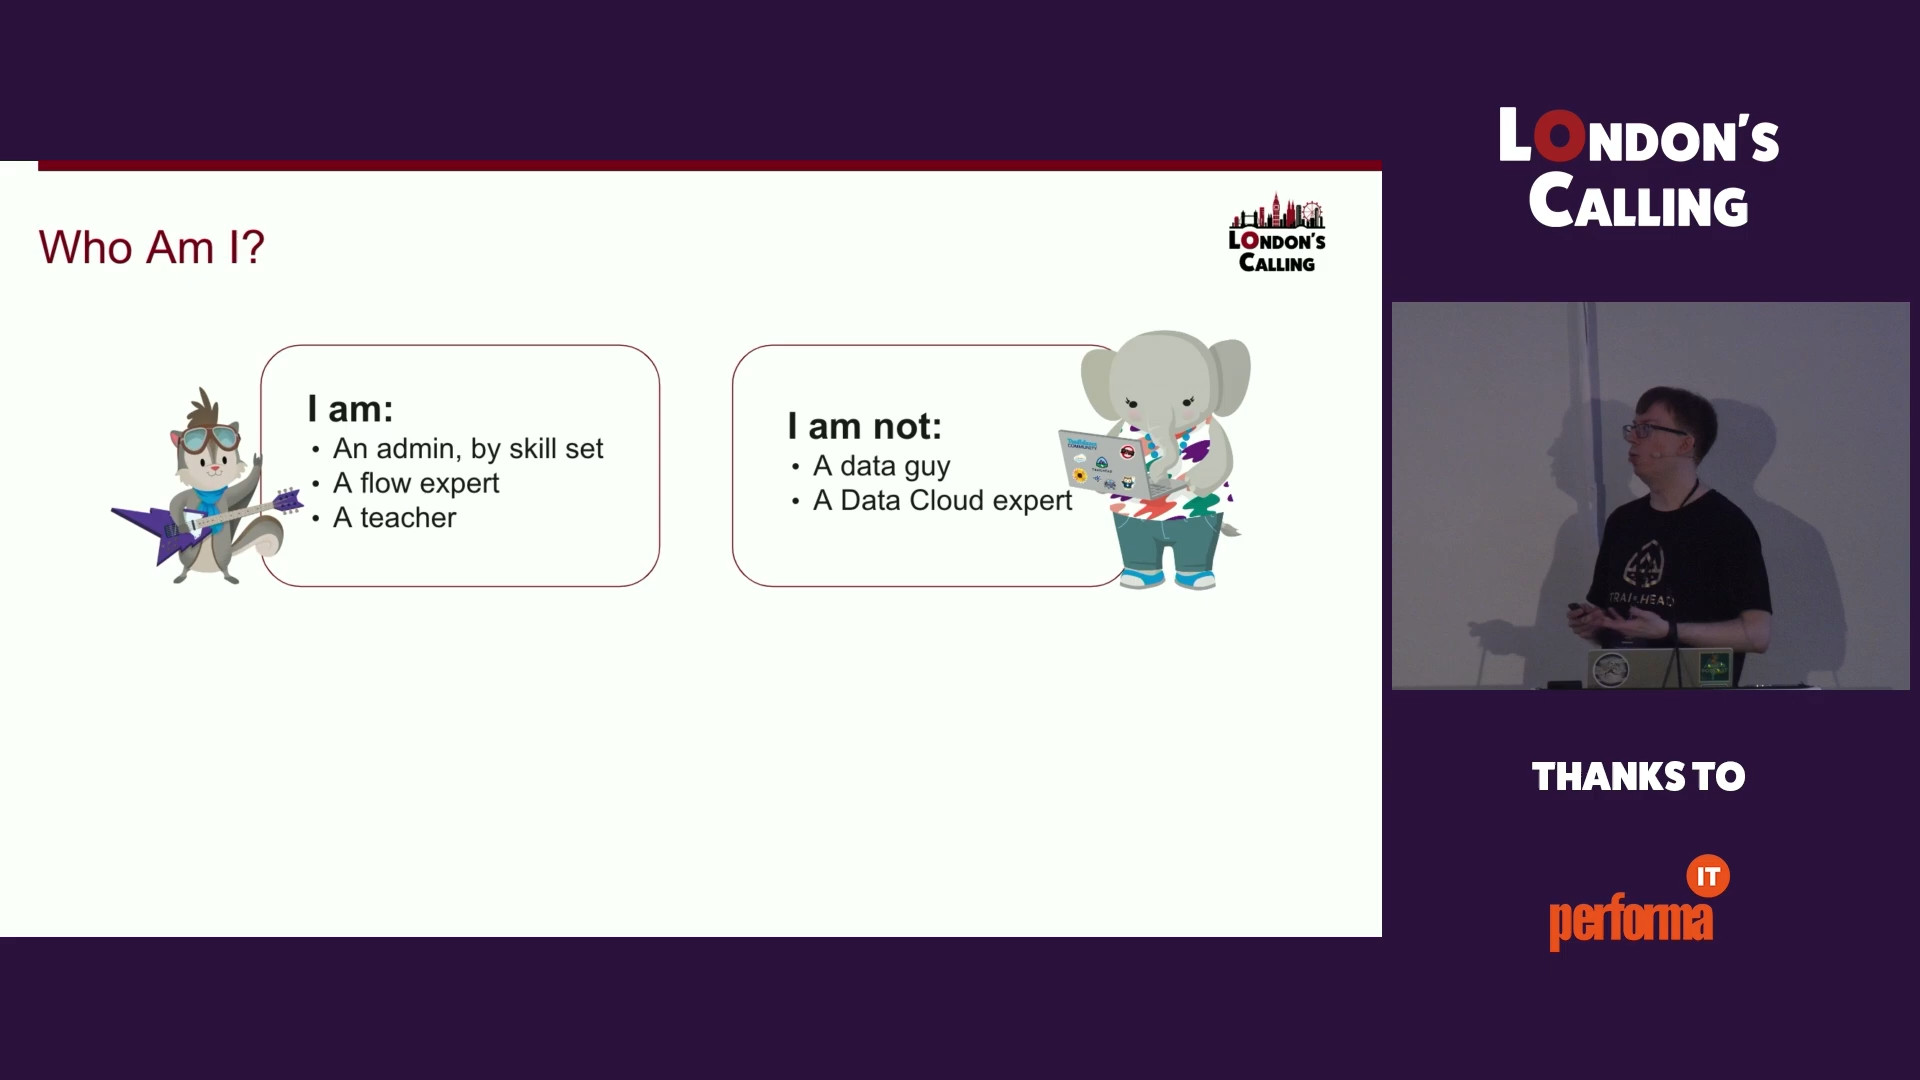 LONDON'S
CALLING
Who Am I?
LONDON'S
CALLING
I am:
• An admin, by skill set
• A flow expert
• A teacher
I am not:
• A data guy
• A Data Cloud expert
TRAILHEAD
THANKS TO
performa
IT